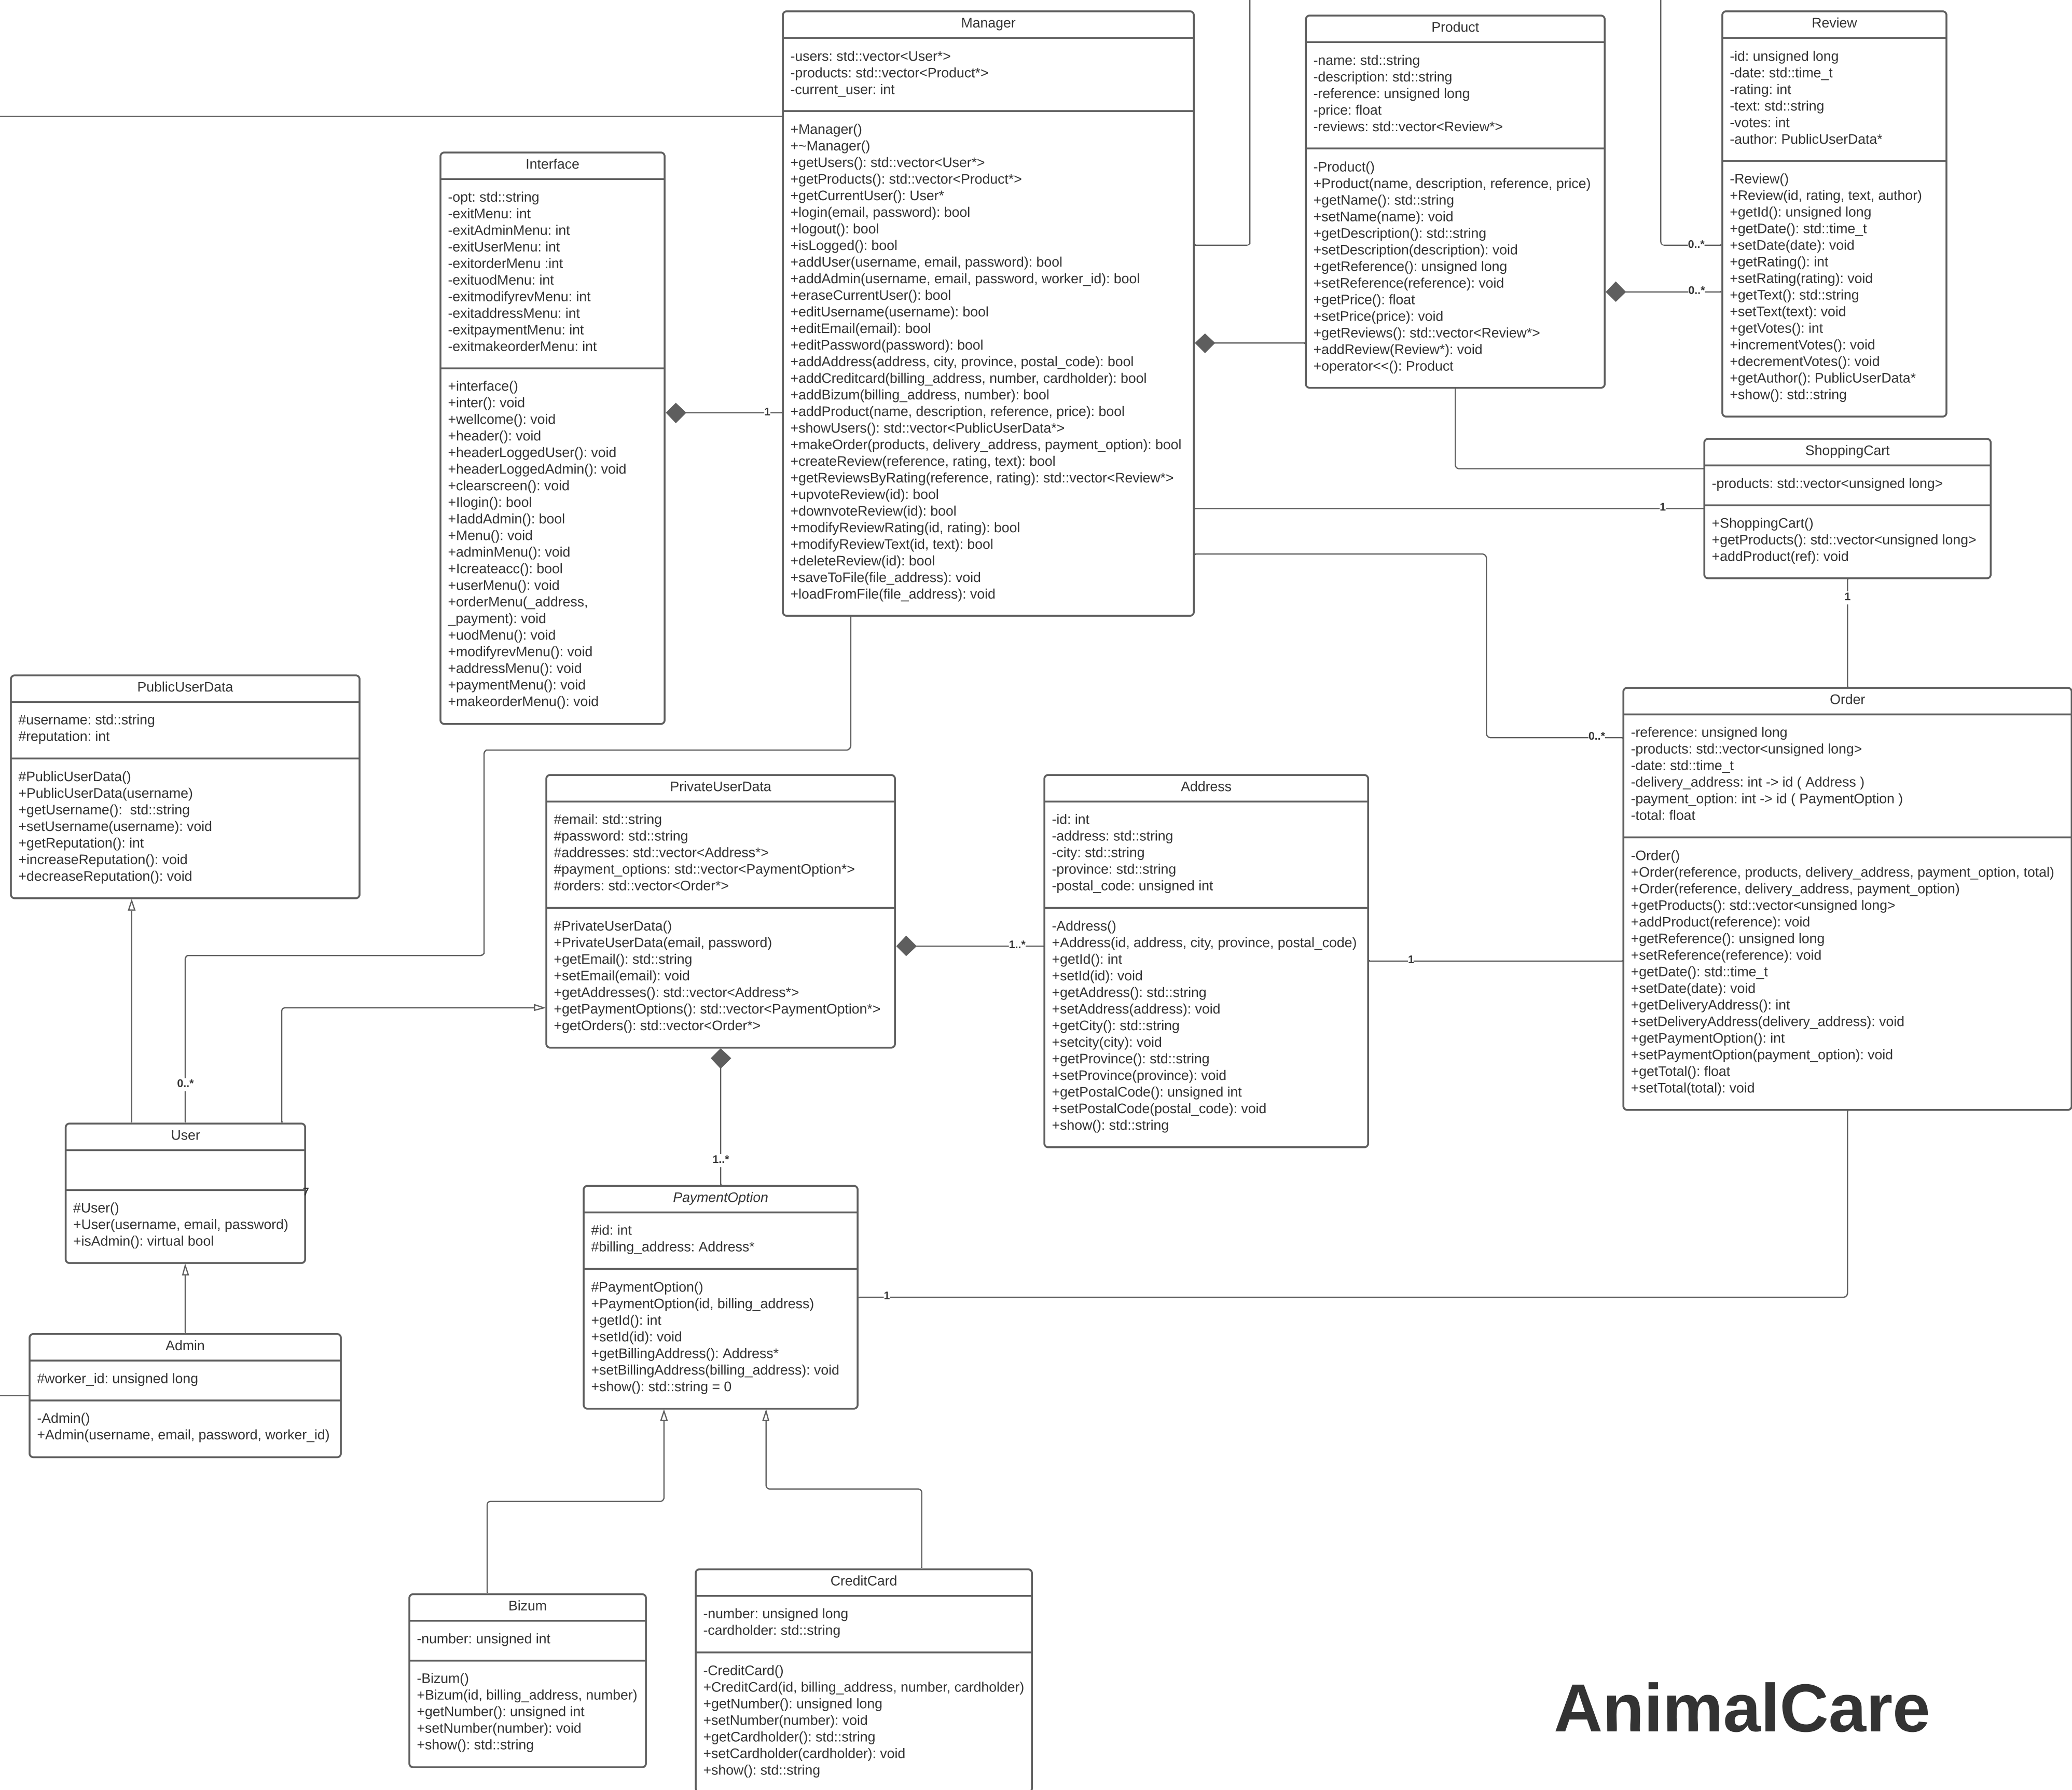 Manager
-users: std::vector<User*>
-products: std::vector<Product*>
-current_user: int
+Manager()
+~Manager()
+getUsers(): std::vector<User*>
+getProducts(): std::vector<Product*>
+getCurrentUser(): User*
+login(email, password): bool
+logout(): bool
+isLogged(): bool
+addUser(username, email, password): bool
+addAdmin(username, email, password, worker_id): bool
+eraseCurrentUser(): bool
+editUsername(username): bool
+editEmail(email): bool
+editPassword(password): bool
+addAddress(address, city, province, postal_code): bool
+addCreditcard(billing_address, number, cardholder): bool
+addBizum(billing_address, number): bool
+addProduct(name, description, reference, price): bool
+showUsers(): std::vector<PublicUserData*>
+makeOrder(products, delivery_address, payment_option): bool
+createReview(reference, rating, text): bool
+getReviewsByRating(reference, rating): std::vector<Review*>
+upvoteReview(id): bool
+downvoteReview(id): bool
+modifyReviewRating(id, rating): bool
+modifyReviewText(id, text): bool
+deleteReview(id): bool
+saveToFile(file_address): void
+loadFromFile(file_address): void
Product
-name: std::string
-description: std::string
-reference: unsigned long
-price: float
-reviews: std::vector<Review*>
-Product()
+Product(name, description, reference, price)
+getName(): std::string
+setName(name): void
+getDescription(): std::string
+setDescription(description): void
+getReference(): unsigned long
+setReference(reference): void
+getPrice(): float
+setPrice(price): void
+getReviews(): std::vector<Review*>
+addReview(Review*): void
+operator<<(): Product
Review
-id: unsigned long
-date: std::time_t
-rating: int
-text: std::string
-votes: int
-author: PublicUserData*
-Review()
+Review(id, rating, text, author)
+getId(): unsigned long
+getDate(): std::time_t
+setDate(date): void
+getRating(): int
+setRating(rating): void
+getText(): std::string
+setText(text): void
+getVotes(): int
+incrementVotes(): void
+decrementVotes(): void
+getAuthor(): PublicUserData*
+show(): std::string
0..*
0..*
Interface
-opt: std::string
-exitMenu: int
-exitAdminMenu: int
-exitUserMenu: int
-exitorderMenu :int
-exituodMenu: int
-exitmodifyrevMenu: int
-exitaddressMenu: int
-exitpaymentMenu: int
-exitmakeorderMenu: int
+interface()
+inter(): void
+wellcome(): void
+header(): void
+headerLoggedUser(): void
+headerLoggedAdmin(): void
+clearscreen(): void
+Ilogin(): bool
+IaddAdmin(): bool
+Menu(): void
+adminMenu(): void
+Icreateacc(): bool
+userMenu(): void
+orderMenu(_address,
_payment): void
+uodMenu(): void
+modifyrevMenu(): void
+addressMenu(): void
+paymentMenu(): void
+makeorderMenu(): void
1
ShoppingCart
-products: std::vector<unsigned long>
+ShoppingCart()
+getProducts(): std::vector<unsigned long>
+addProduct(ref): void
1
1
0..*
PublicUserData
#username: std::string
#reputation: int
#PublicUserData()
+PublicUserData(username)
+getUsername():  std::string
+setUsername(username): void
+getReputation(): int
+increaseReputation(): void
+decreaseReputation(): void
PrivateUserData
#email: std::string
#password: std::string
#addresses: std::vector<Address*>
#payment_options: std::vector<PaymentOption*>
#orders: std::vector<Order*>
#PrivateUserData()
+PrivateUserData(email, password)
+getEmail(): std::string
+setEmail(email): void
+getAddresses(): std::vector<Address*>
+getPaymentOptions(): std::vector<PaymentOption*>
+getOrders(): std::vector<Order*>
1..*
Address
-id: int
-address: std::string
-city: std::string
-province: std::string
-postal_code: unsigned int
-Address()
+Address(id, address, city, province, postal_code)
+getId(): int
+setId(id): void
+getAddress(): std::string
+setAddress(address): void
+getCity(): std::string
+setcity(city): void
+getProvince(): std::string
+setProvince(province): void
+getPostalCode(): unsigned int
+setPostalCode(postal_code): void
+show(): std::string
1
Order
-reference: unsigned long
-products: std::vector<unsigned long>
-date: std::time_t
-delivery_address: int -> id ( Address )
-payment_option: int -> id ( PaymentOption )
-total: float
-Order()
+Order(reference, products, delivery_address, payment_option, total)
+Order(reference, delivery_address, payment_option)
+getProducts(): std::vector<unsigned long>
+addProduct(reference): void
+getReference(): unsigned long
+setReference(reference): void
+getDate(): std::time_t
+setDate(date): void
+getDeliveryAddress(): int
+setDeliveryAddress(delivery_address): void
+getPaymentOption(): int
+setPaymentOption(payment_option): void
+getTotal(): float
+setTotal(total): void
0..*
User
7
#User()
+User(username, email, password)
+isAdmin(): virtual bool
1..*
PaymentOption
#id: int
#billing_address: Address*
#PaymentOption()
+PaymentOption(id, billing_address)
+getId(): int
+setId(id): void
+getBillingAddress(): Address*
+setBillingAddress(billing_address): void
+show(): std::string = 0
1
Admin
#worker_id: unsigned long
-Admin()
+Admin(username, email, password, worker_id)
Bizum
-number: unsigned int
-Bizum()
+Bizum(id, billing_address, number)
+getNumber(): unsigned int
+setNumber(number): void
+show(): std::string
CreditCard
-number: unsigned long
-cardholder: std::string
-CreditCard()
+CreditCard(id, billing_address, number, cardholder)
+getNumber(): unsigned long
+setNumber(number): void
+getCardholder(): std::string
+setCardholder(cardholder): void
+show(): std::string
AnimalCare